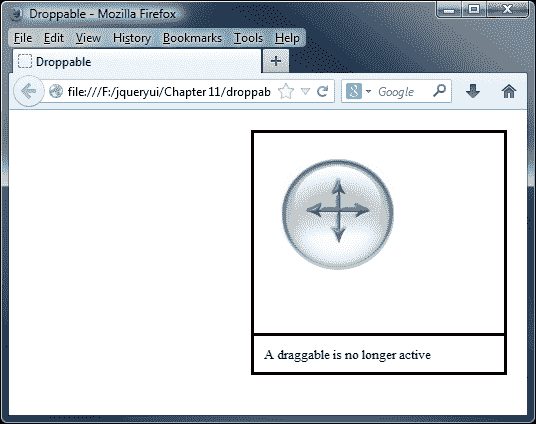 Droppable - Mozilla Firefox
File Edit View History Bookmarks Tools Help
Droppable
file:///F:/jqueryui/Chapter 11/droppab
Google
A draggable is no longer active